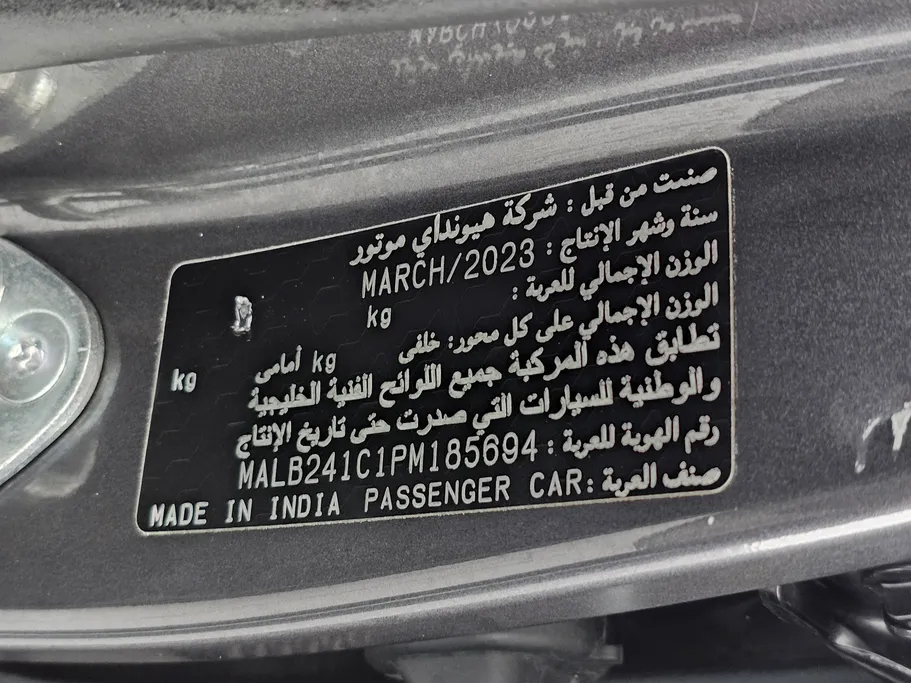 صنعت من قبل : شركة هيونداي موتور
سنة وشهر الإنتاج : MARCH/2023
الوزن الإجمالي للعربة : kg
الوزن الإجمالي على كل محور: خلفى kg أمامى kg
تطابق هذه المركبة جميع اللوائح الفنية الخليجية
والوطنية للسيارات التي صدرت حتى تاريخ الإنتاج
رقم الهوية للعربة : MALB241C1PM185694
صنف العربة : PASSENGER CAR MADE IN INDIA